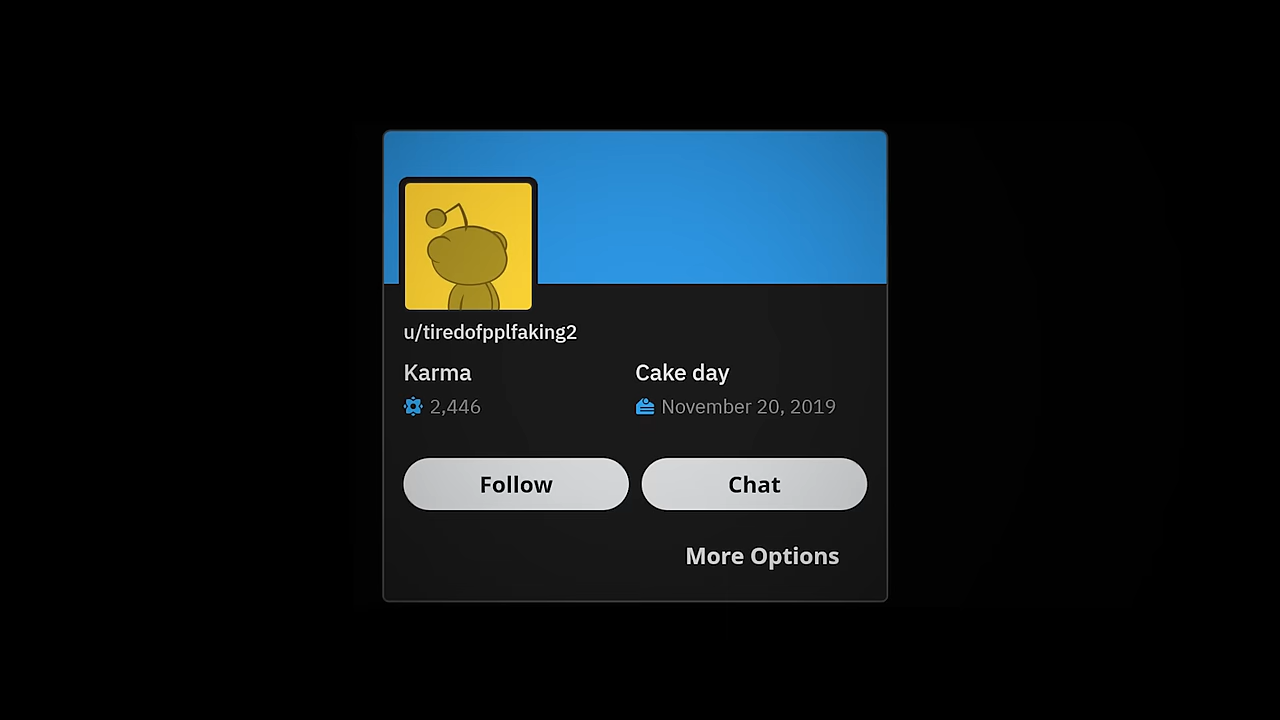 u/tiredofpplfaking2
Karma Cake day
2,446 November 20, 2019
Follow Chat
More Options